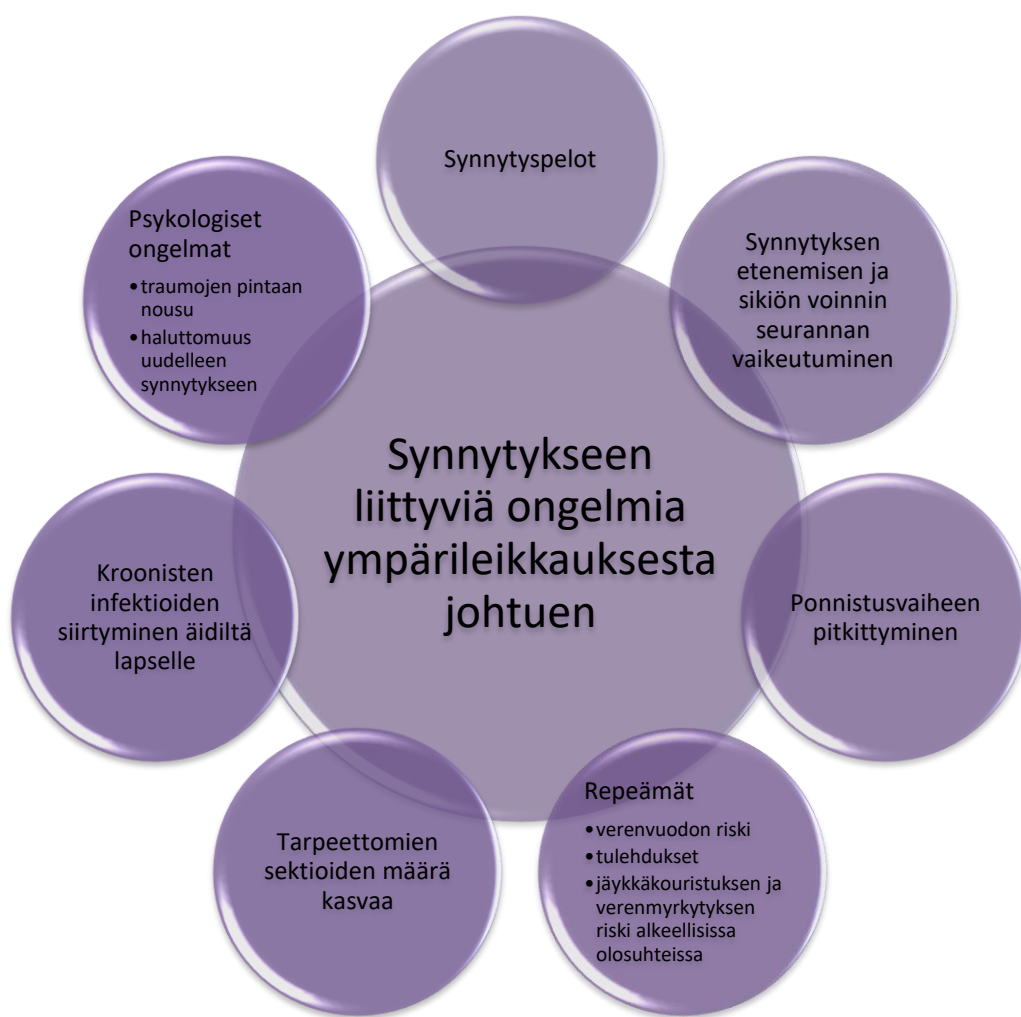 Synnytyspelot
Psykologiset
ongelmat
•traumojen pintaan
nousu
•haluttomuus
uudelleen
synnytykseen
Synnytyksen
etenemisen ja
sikiön voinnin
seurannan
vaikeutuminen
Synnytykseen
liittyviä ongelmia
ympärileikkauksesta
johtuen
Kroonisten
infektioiden
siirtyminen äidiltä
lapselle
Ponnistusvaiheen
pitkittyminen
Tarpeettomien
sektioiden määrä
kasvaa
Repeämät
•verenvuodon riski
•tulehdukset
•jäykkäkouristuksen ja
verenmyrkytyksen
riski alkeellisissa
olosuhteissa